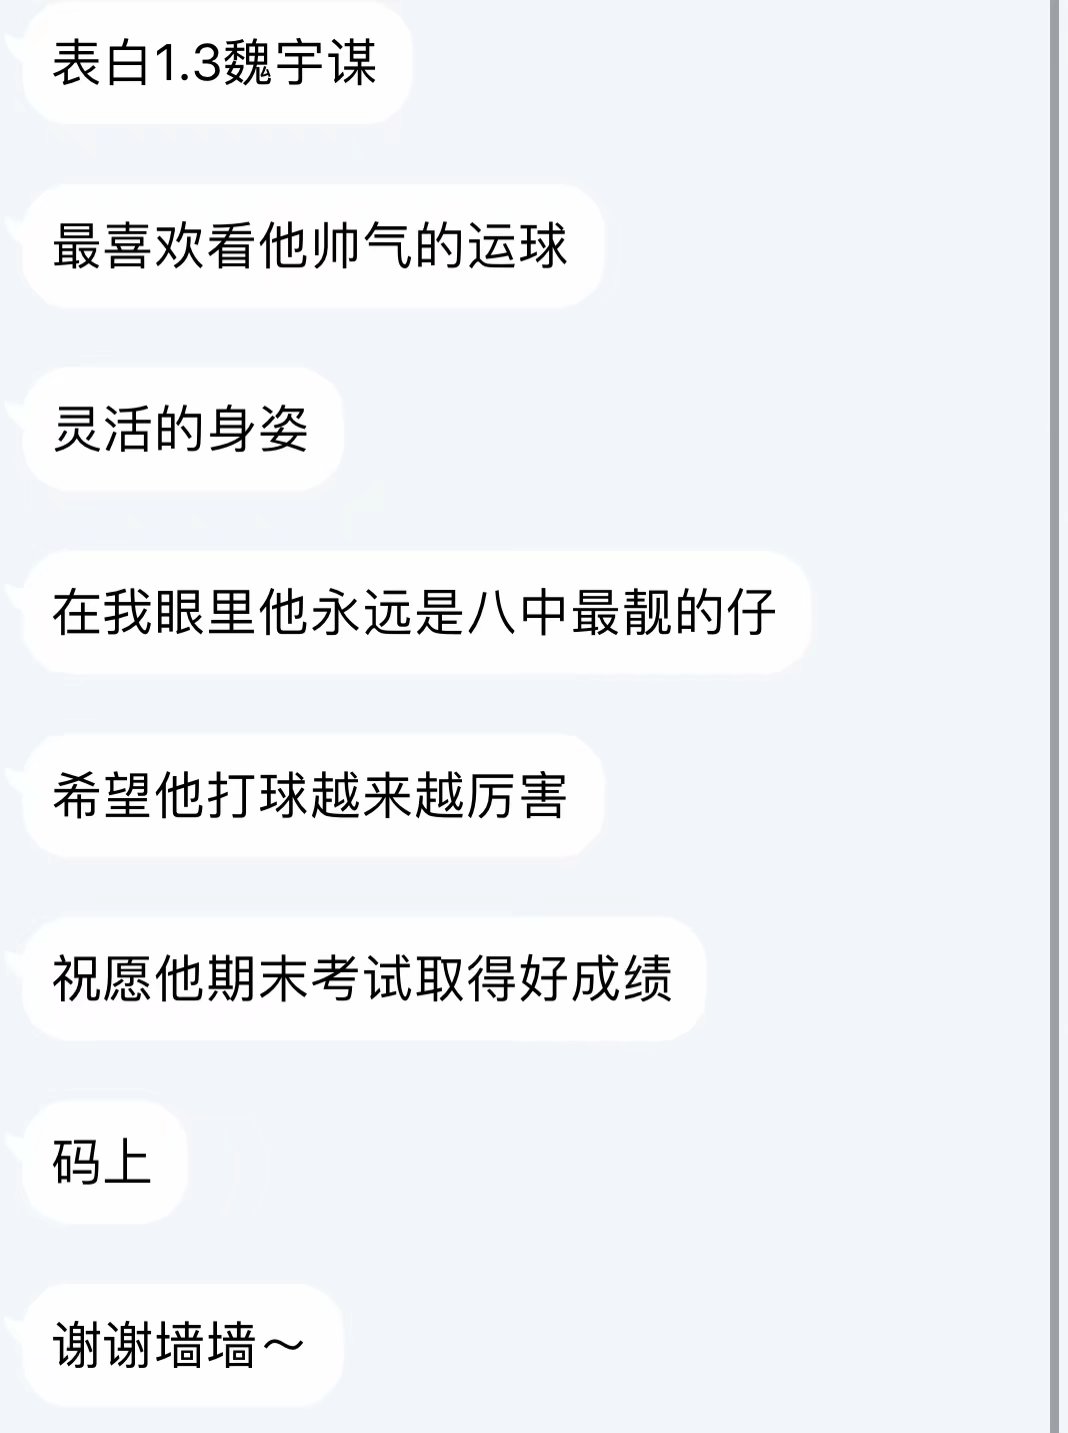 表白1.3魏宇谋
最喜欢看他帅气的运球
灵活的身姿
在我眼里他永远是八中最靓的仔
希望他打球越来越厉害
祝愿他期末考试取得好成绩
码上
谢谢墙墙～